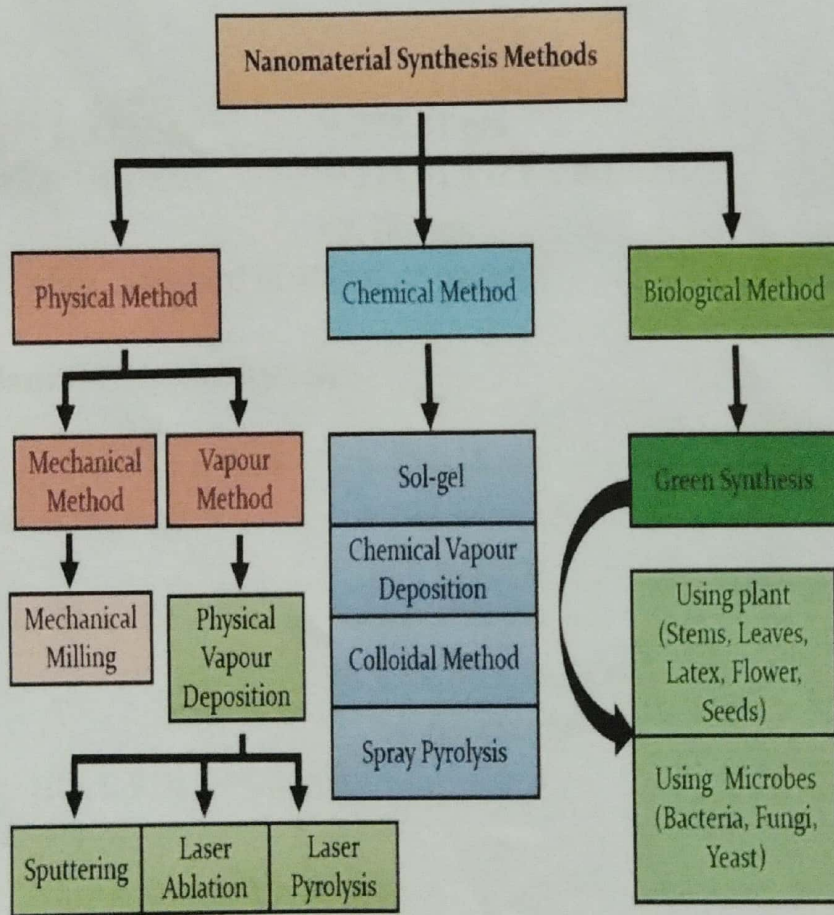 Nanomaterial Synthesis Methods
Physical Method
Chemical Method
Biological Method
Mechanical
Method
Vapour
Method
Mechanical
Milling
Physical
Vapour
Deposition
Sputtering
Laser
Ablation
Laser
Pyrolysis
Sol-gel
Chemical Vapour
Deposition
Colloidal Method
Spray Pyrolysis
Green Synthesis
Using plant
(Stems, Leaves,
Latex, Flower,
Seeds)
Using Microbes
(Bacteria, Fungi,
Yeast)